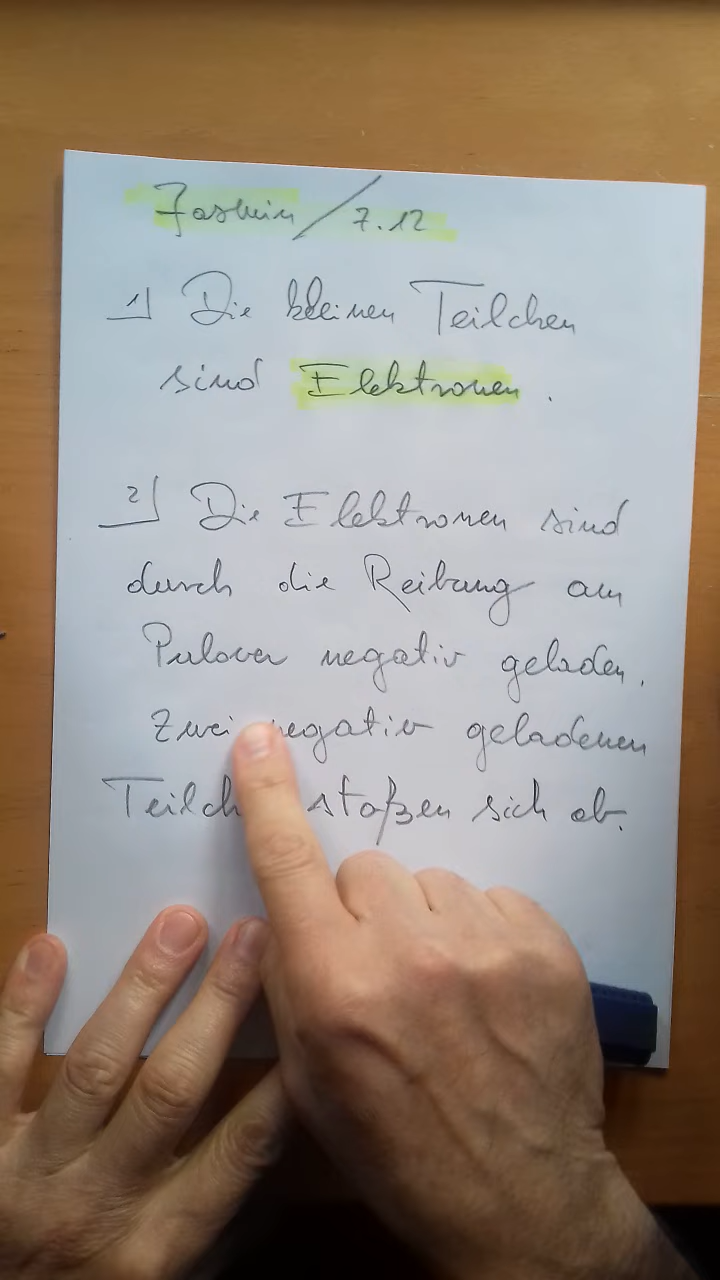 Jasmin / 7.12
1) Die kleinen Teilchen
sind Elektronen.
2) Die Elektronen sind
durch die Reibung am
Pulover negativ geladen.
Zwei negativ geladenen
Teilch stoßen sich ab.